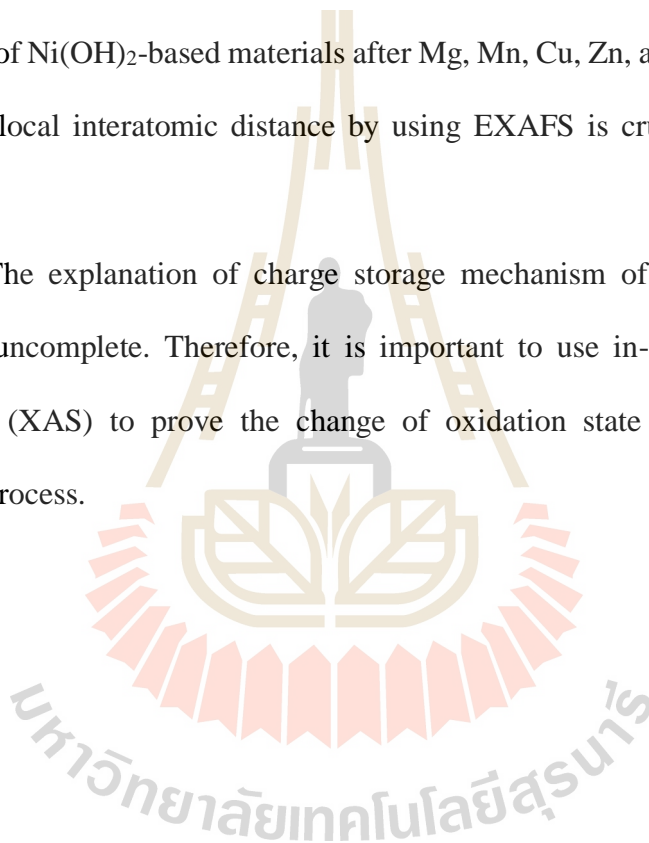 of Ni(OH)₂-based materials after Mg, Mn, Cu, Zn, a
local interatomic distance by using EXAFS is cru
The explanation of charge storage mechanism of
uncomplete. Therefore, it is important to use in-
(XAS) to prove the change of oxidation state
rocess.
มหาวิทยาลัยเทคโนโลยีสุรนารี